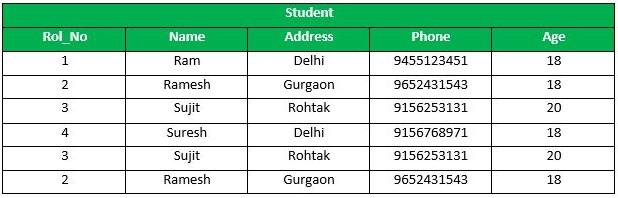 Student
Rol_No Name Address Phone Age
1 Ram Delhi 9455123451 18
2 Ramesh Gurgaon 9652431543 18
3 Sujit Rohtak 9156253131 20
4 Suresh Delhi 9156768971 18
3 Sujit Rohtak 9156253131 20
2 Ramesh Gurgaon 9652431543 18